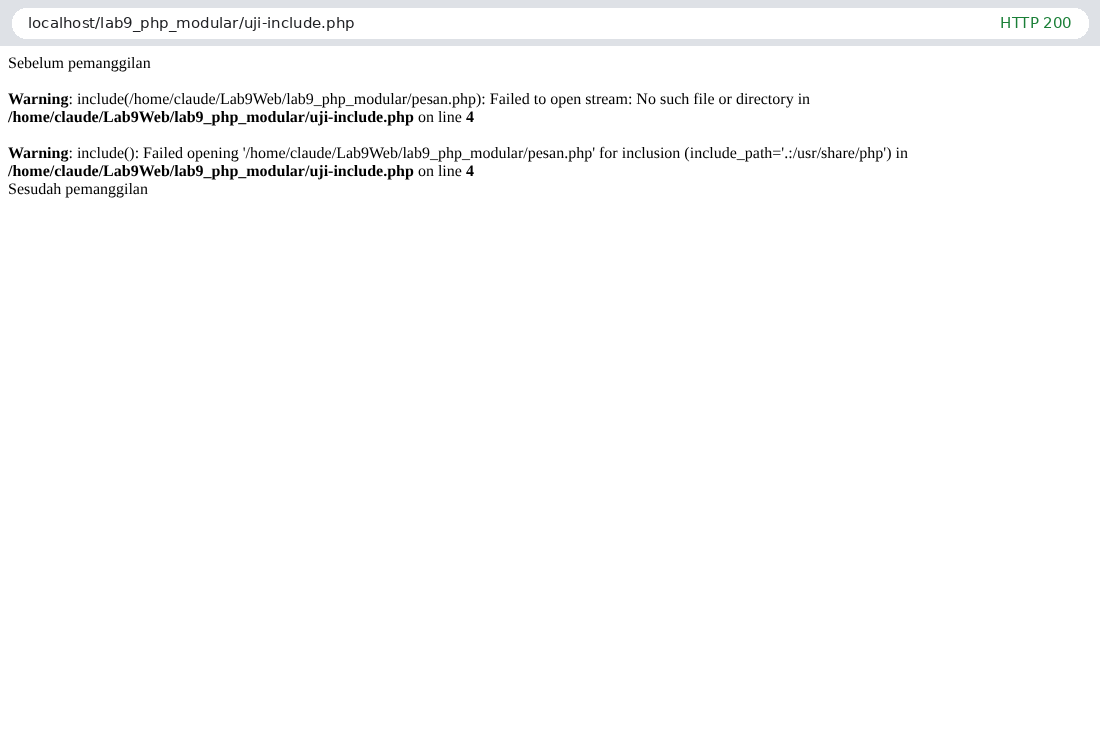 localhost/lab9_php_modular/uji-include.php HTTP 200
Sebelum pemanggilan
Warning: include(/home/claude/Lab9Web/lab9_php_modular/pesan.php): Failed to open stream: No such file or directory in
/home/claude/Lab9Web/lab9_php_modular/uji-include.php on line 4
Warning: include(): Failed opening '/home/claude/Lab9Web/lab9_php_modular/pesan.php' for inclusion (include_path='.:/usr/share/php') in
/home/claude/Lab9Web/lab9_php_modular/uji-include.php on line 4
Sesudah pemanggilan